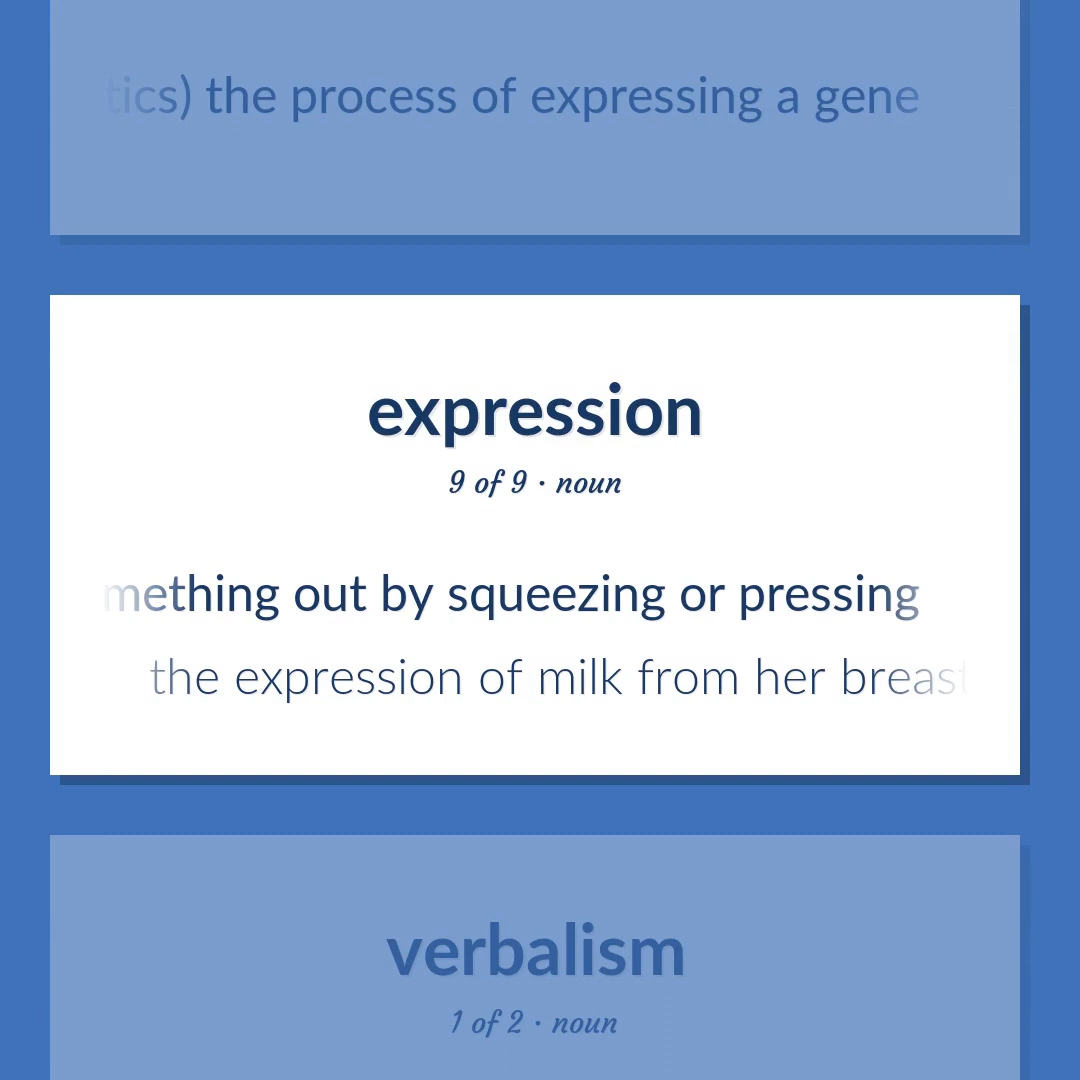 tics) the process of expressing a gene
expression
9 of 9 · noun
mething out by squeezing or pressing
the expression of milk from her breast
verbalism
1 of 2 · noun